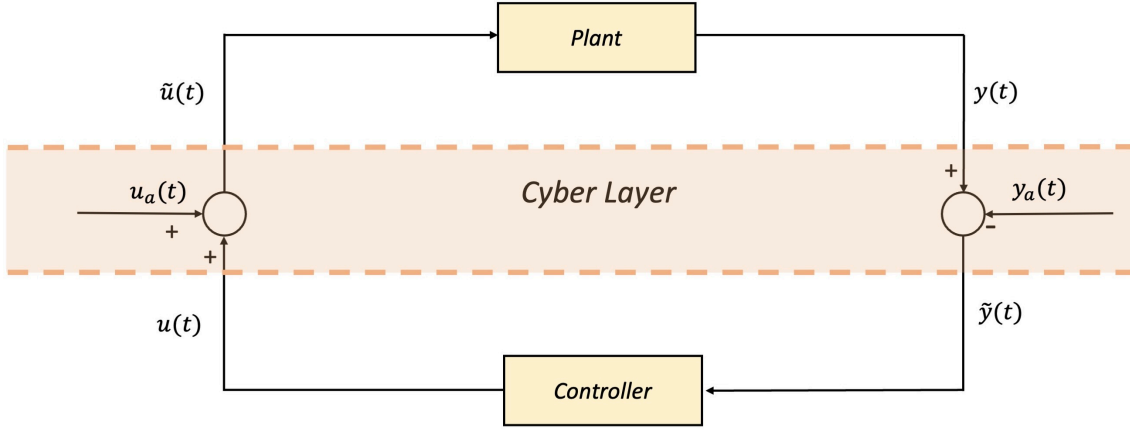 Plant
ũ(t)
y(t)
+
u_a(t)
Cyber Layer
y_a(t)
+
-
+
u(t)
ỹ(t)
Controller